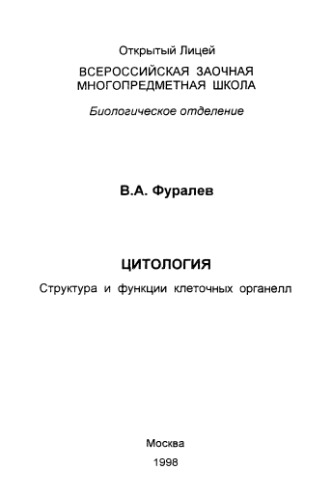 Открытый Лицей
ВСЕРОССИЙСКАЯ ЗАОЧНАЯ
МНОГОПРЕДМЕТНАЯ ШКОЛА
Биологическое отделение
В.А. Фуралев
ЦИТОЛОГИЯ
Структура и функции клеточных органелл
Москва
1998